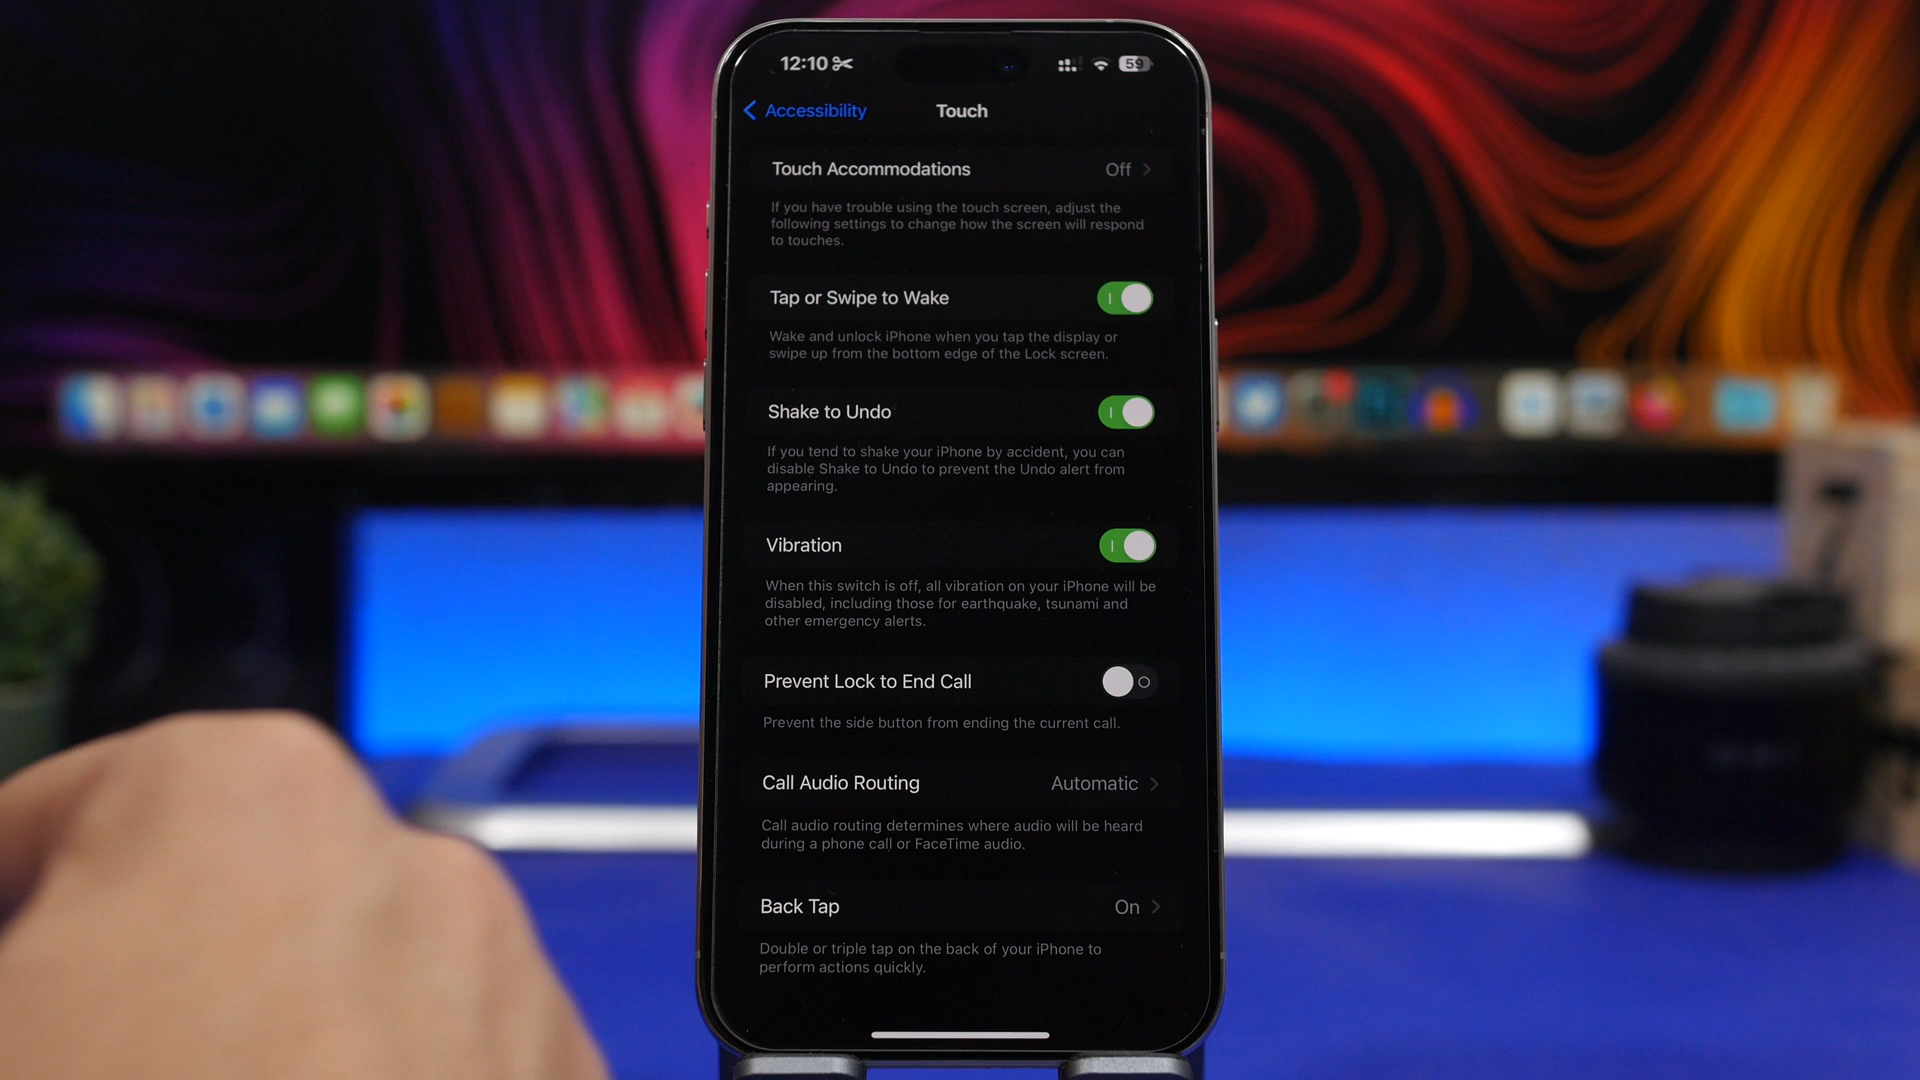 12:10
59
Accessibility
Touch
Touch Accommodations
Off
If you have trouble using the touch screen, adjust the
following settings to change how the screen will respond
to touches.
Tap or Swipe to Wake
Wake and unlock iPhone when you tap the display or
swipe up from the bottom edge of the Lock screen.
Shake to Undo
If you tend to shake your iPhone by accident, you can
disable Shake to Undo to prevent the Undo alert from
appearing.
Vibration
When this switch is off, all vibration on your iPhone will be
disabled, including those for earthquake, tsunami and
other emergency alerts.
Prevent Lock to End Call
Prevent the side button from ending the current call.
Call Audio Routing
Automatic
Call audio routing determines where audio will be heard
during a phone call or FaceTime audio.
Back Tap
On
Double or triple tap on the back of your iPhone to
perform actions quickly.